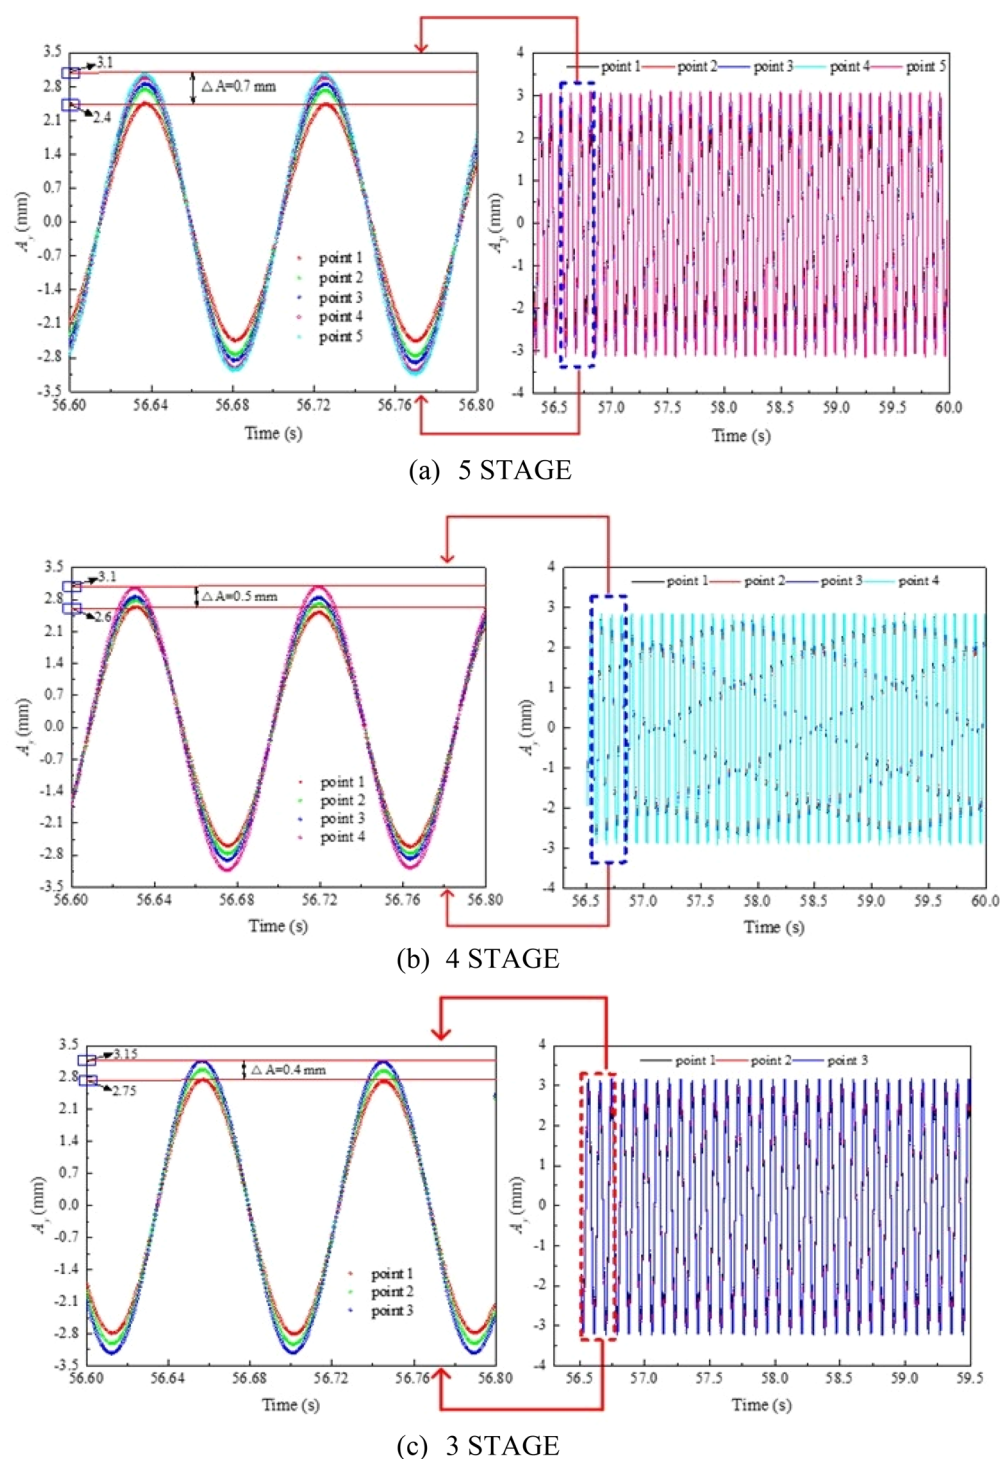 3.5
3.1
2.8
△ A=0.7 mm
2.4
2.1
1.4
0.7
0.0
-0.7
-1.4
-2.1
-2.8
-3.5
A_y (mm)
point 1
point 2
point 3
point 4
point 5
56.60 56.64 56.68 56.72 56.76 56.80
Time (s)
point 1 point 2 point 3 point 4 point 5
4
3
2
1
0
-1
-2
-3
-4
A_y (mm)
56.5 57.0 57.5 58.0 58.5 59.0 59.5 60.0
Time (s)
(a) 5 STAGE
3.5
3.1
2.8
△ A=0.5 mm
2.6
2.1
1.4
0.7
0.0
-0.7
-1.4
-2.1
-2.8
-3.5
A_y (mm)
point 1
point 2
point 3
point 4
56.60 56.64 56.68 56.72 56.76 56.80
Time (s)
point 1 point 2 point 3 point 4
4
3
2
1
0
-1
-2
-3
-4
A_y (mm)
56.5 57.0 57.5 58.0 58.5 59.0 59.5 60.0
Time (s)
(b) 4 STAGE
3.5
3.15
2.8
△ A=0.4 mm
2.75
2.1
1.4
0.7
0.0
-0.7
-1.4
-2.1
-2.8
-3.5
A_y (mm)
point 1
point 2
point 3
56.60 56.64 56.68 56.72 56.76 56.80
Time (s)
point 1 point 2 point 3
4
3
2
1
0
-1
-2
-3
-4
A_y (mm)
56.5 57.0 57.5 58.0 58.5 59.0 59.5
Time (s)
(c) 3 STAGE